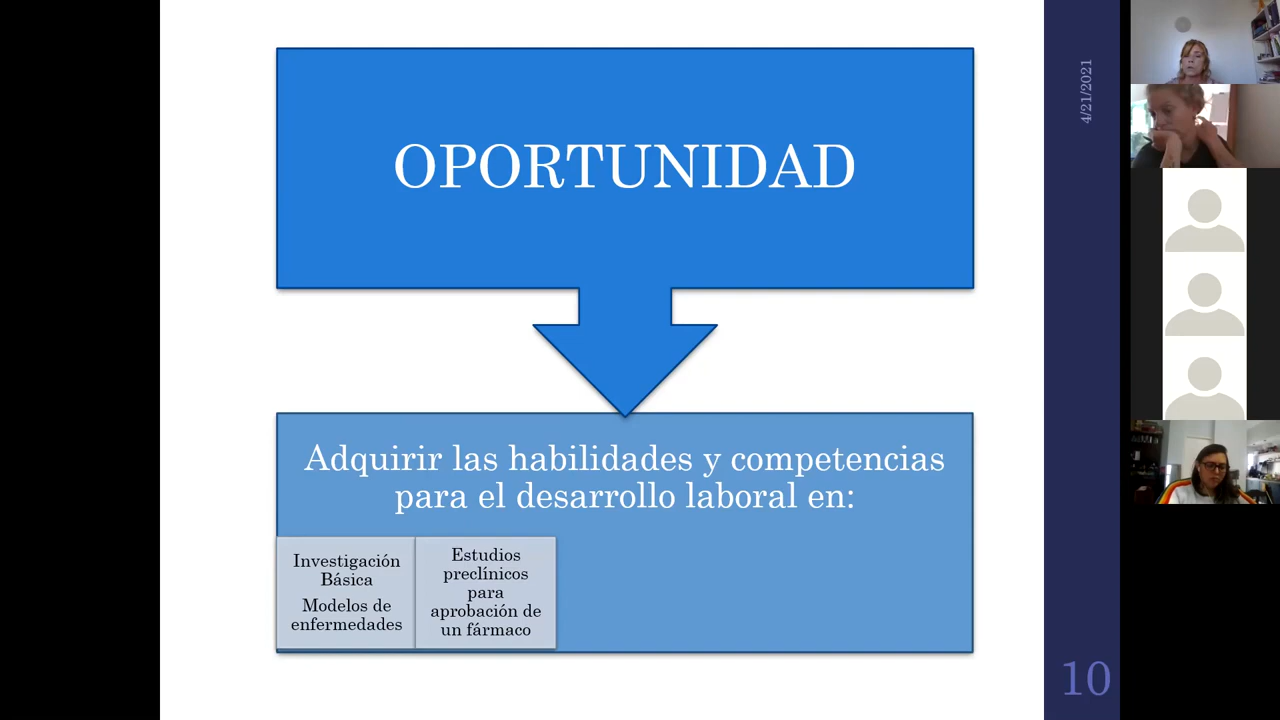 OPORTUNIDAD
Adquirir las habilidades y competencias
para el desarrollo laboral en:
Investigación
Básica
Modelos de
enfermedades
Estudios
preclínicos
para
aprobación de
un fármaco
4/21/2021
10